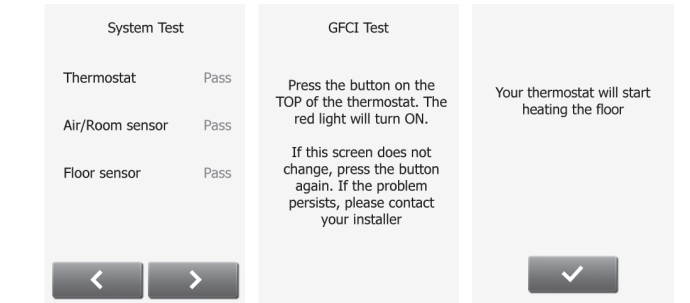 System Test
Thermostat Pass
Air/Room sensor Pass
Floor sensor Pass
GFCI Test
Press the button on the
TOP of the thermostat. The
red light will turn ON.
If this screen does not
change, press the button
again. If the problem
persists, please contact
your installer
Your thermostat will start
heating the floor